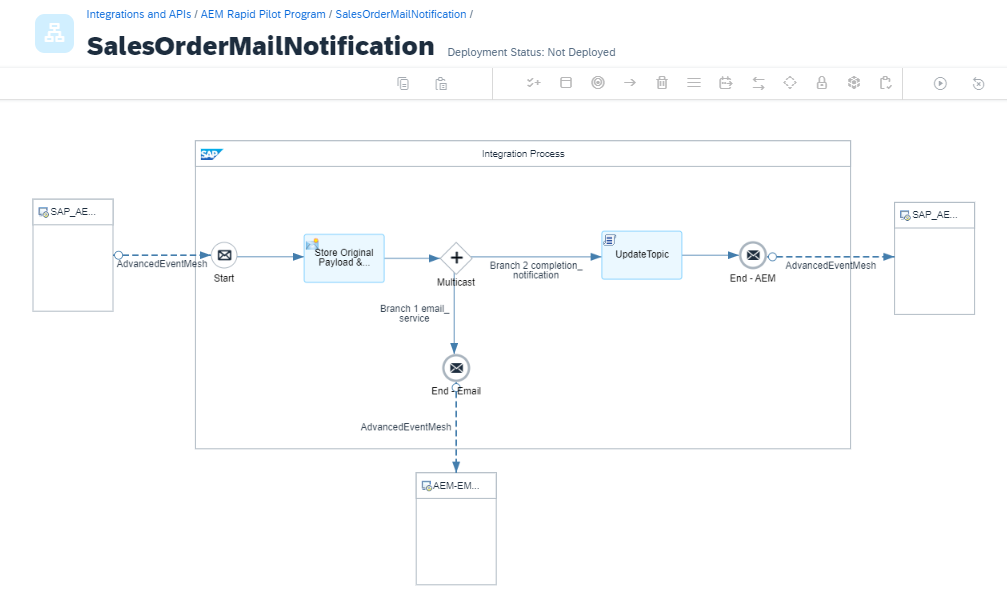 Integrations and APIs / AEM Rapid Pilot Program / SalesOrderMailNotification /
SalesOrderMailNotification
Deployment Status: Not Deployed
SAP
Integration Process
SAP_AE...
AdvancedEventMesh
Start
Store Original
Payload &...
Multicast
Branch 2 completion_
notification
UpdateTopic
End - AEM
AdvancedEventMesh
SAP_AE...
Branch 1 email_
service
End - Email
AdvancedEventMesh
AEM-EM...